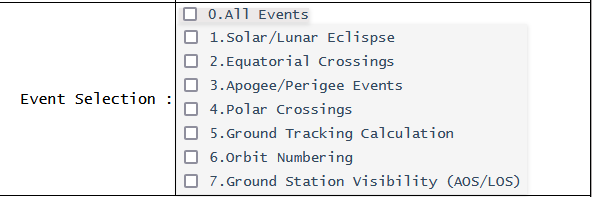 0.All Events
1.Solar/Lunar Eclispse
2.Equatorial Crossings
3.Apogee/Perigee Events
Event Selection :
4.Polar Crossings
5.Ground Tracking Calculation
6.Orbit Numbering
7.Ground Station Visibility (AOS/LOS)